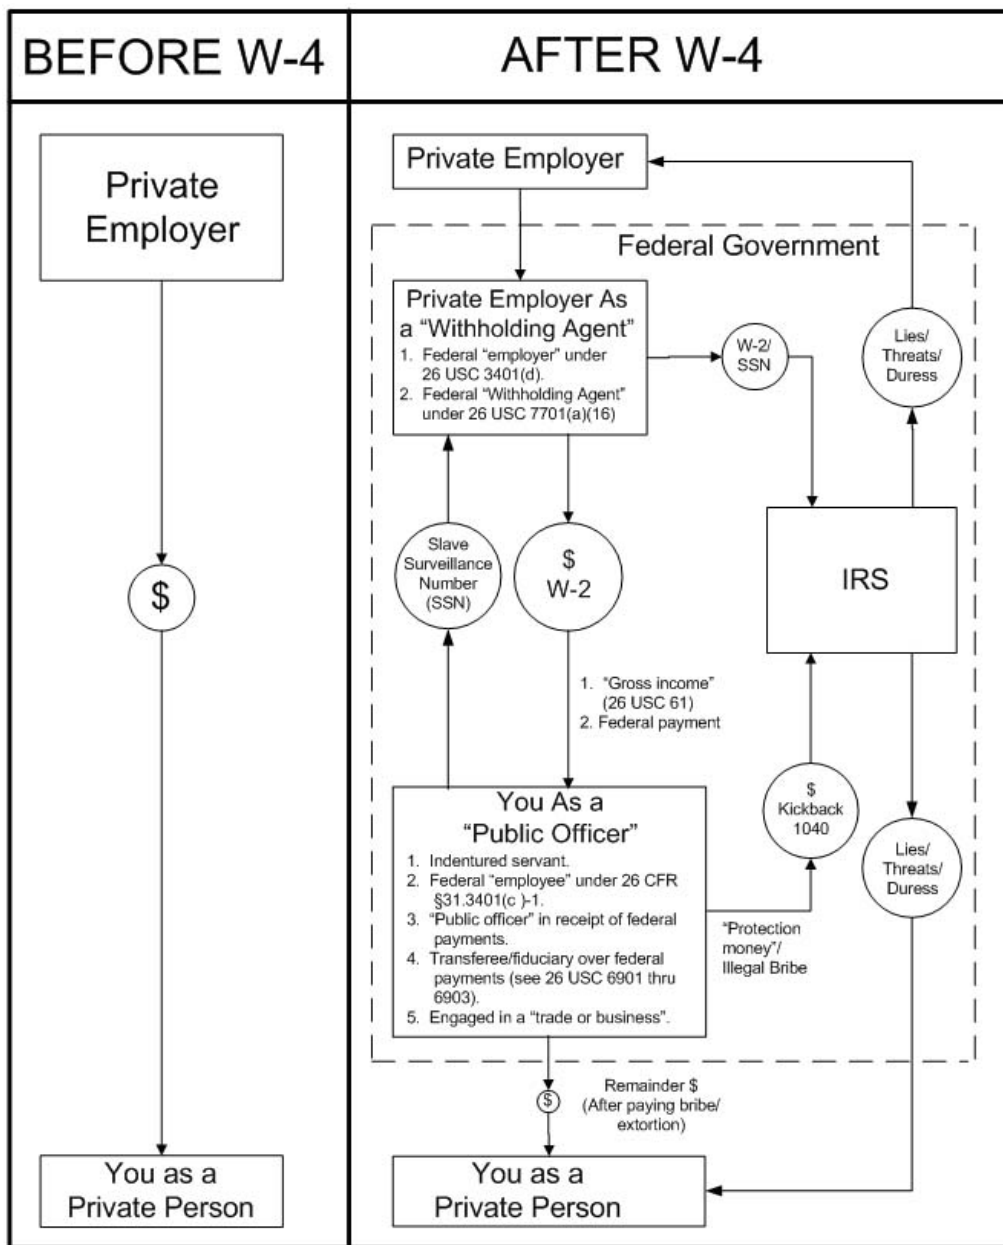 BEFORE W-4
AFTER W-4
Private
Employer
$
You as a
Private Person
Private Employer
Federal Government
Private Employer As
a “Withholding Agent”
1. Federal “employer” under
26 USC 3401(d).
2. Federal “Withholding Agent”
under 26 USC 7701(a)(16)
W-2/
SSN
Lies/
Threats/
Duress
Slave
Surveillance
Number
(SSN)
$
W-2
IRS
1. “Gross income”
(26 USC 61)
2. Federal payment
You As a
“Public Officer”
1. Indentured servant.
2. Federal “employee” under 26 CFR
§31.3401(c )-1.
3. “Public officer” in receipt of federal
payments.
4. Transferee/fiduciary over federal
payments (see 26 USC 6901 thru
6903).
5. Engaged in a “trade or business”.
$
Kickback
1040
Lies/
Threats/
Duress
“Protection
money”/
Illegal Bribe
$
Remainder $
(After paying bribe/
extortion)
You as a
Private Person